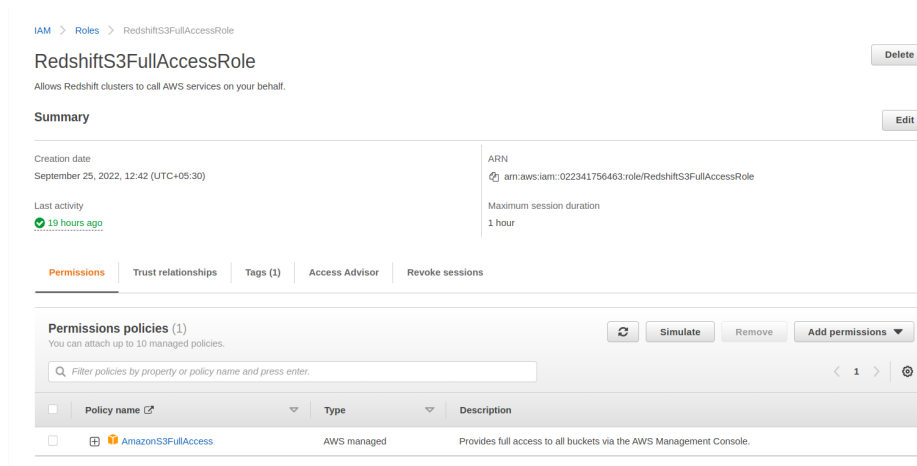 IAM > Roles > RedshiftS3FullAccessRole
RedshiftS3FullAccessRole
Delete
Allows Redshift clusters to call AWS services on your behalf.
Summary
Edit
Creation date
ARN
September 25, 2022, 12:42 (UTC+05:30)
arn:aws:iam::022341756463:role/RedshiftS3FullAccessRole
Last activity
Maximum session duration
19 hours ago
1 hour
Permissions Trust relationships Tags (1) Access Advisor Revoke sessions
Permissions policies (1)
You can attach up to 10 managed policies.
Simulate Remove Add permissions
Filter policies by property or policy name and press enter.
< 1 >
Policy name Type Description
AmazonS3FullAccess AWS managed Provides full access to all buckets via the AWS Management Console.